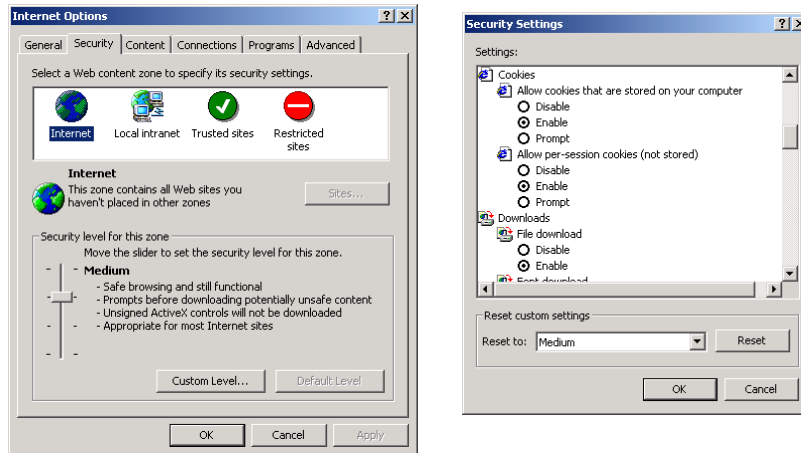 Internet Options
General Security Content Connections Programs Advanced
Select a Web content zone to specify its security settings.
Internet Local intranet Trusted sites Restricted
sites
Internet
This zone contains all Web sites you
haven't placed in other zones
Sites...
Security level for this zone
Move the slider to set the security level for this zone.
Medium
- Safe browsing and still functional
- Prompts before downloading potentially unsafe content
- Unsigned ActiveX controls will not be downloaded
- Appropriate for most Internet sites
Custom Level... Default Level
OK Cancel Apply
Security Settings
Settings:
Cookies
Allow cookies that are stored on your computer
Disable
Enable
Prompt
Allow per-session cookies (not stored)
Disable
Enable
Prompt
Downloads
File download
Disable
Enable
Font download
Reset custom settings
Reset to: Medium Reset
OK Cancel